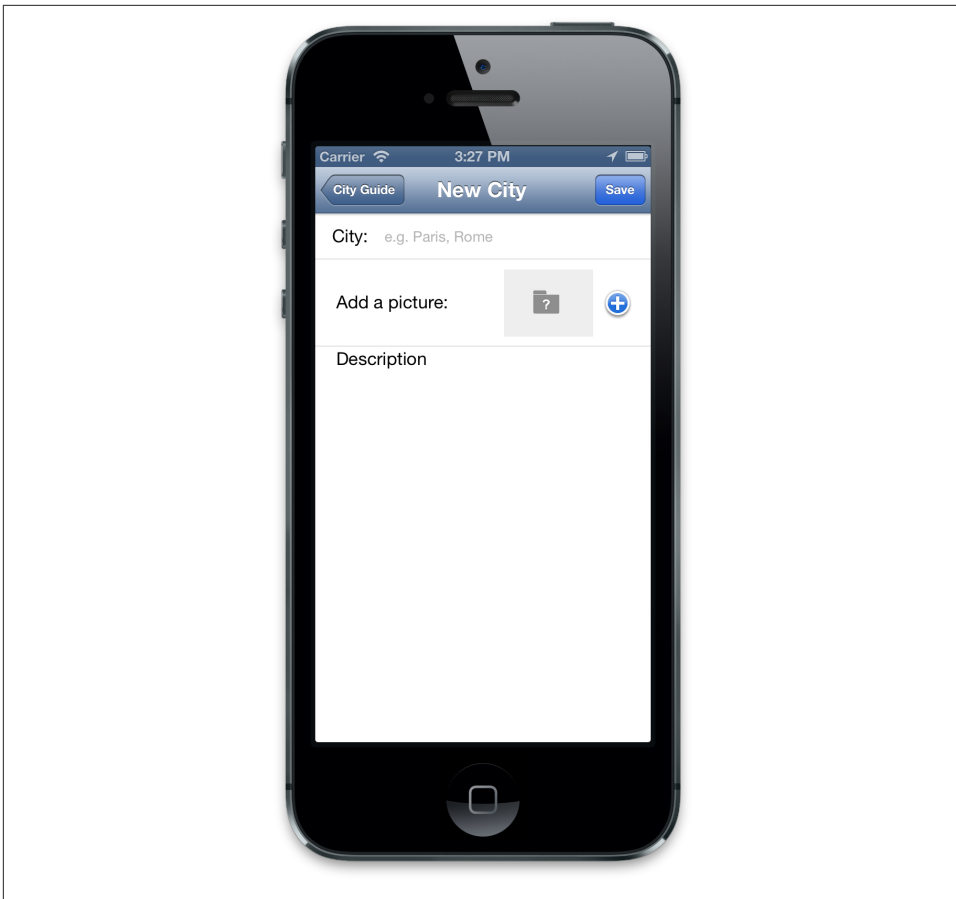 Carrier 3:27 PM
City Guide New City Save
City: e.g. Paris, Rome
Add a picture: ?
Description